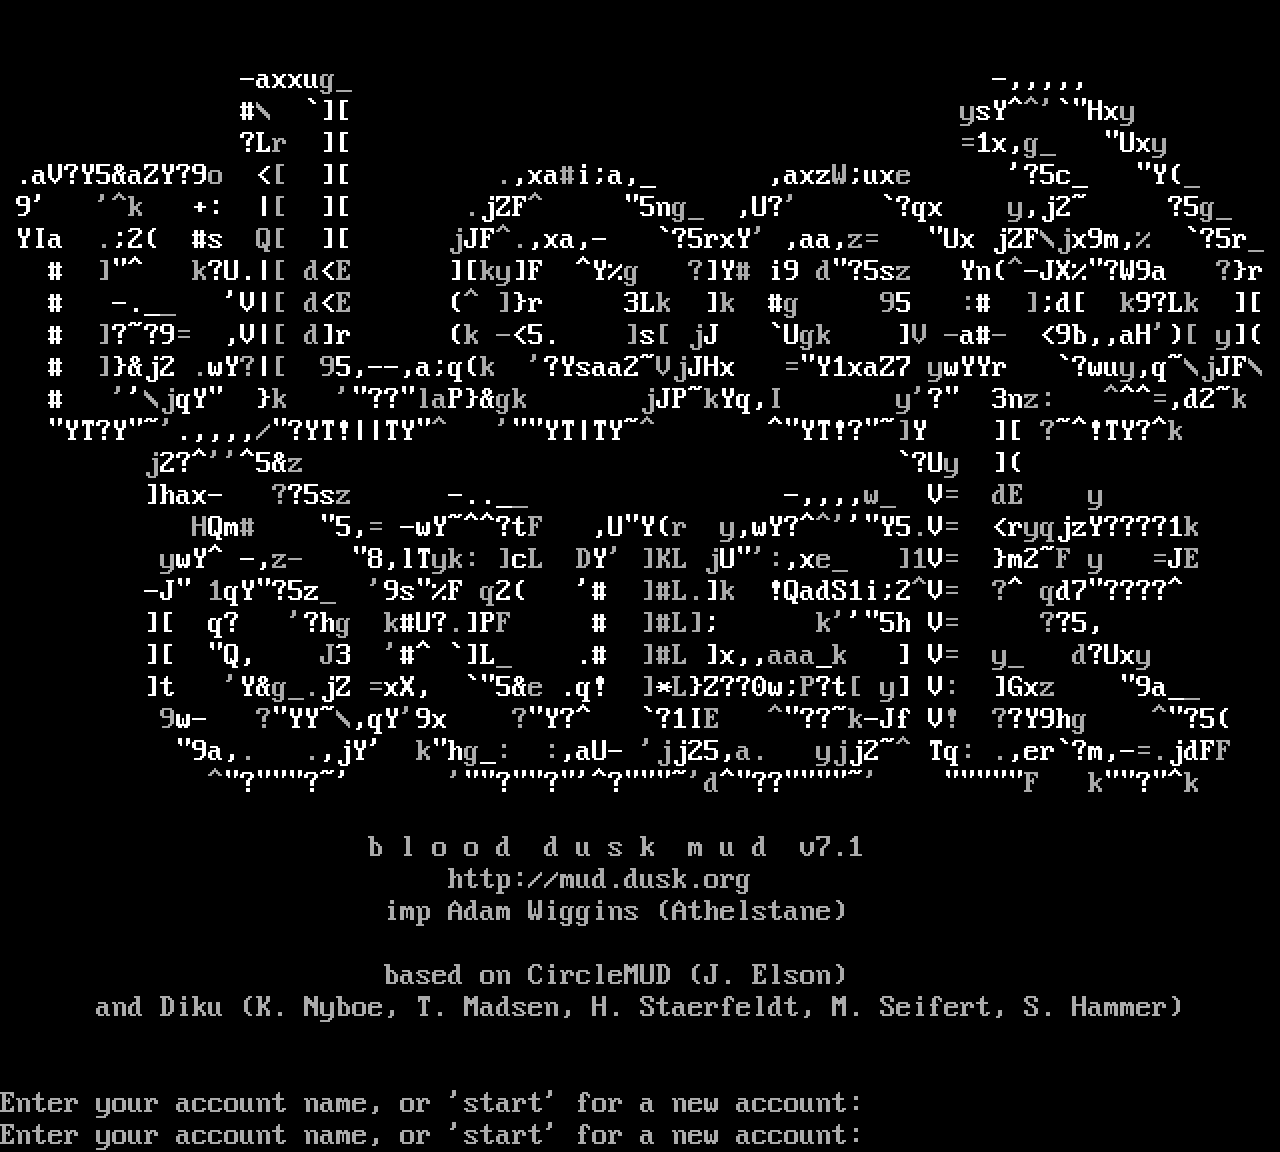 blood dusk
b l o o d  d u s k  m u d  v7.1
http://mud.dusk.org
imp Adam Wiggins (Athelstane)
based on CircleMUD (J. Elson)
and Diku (K. Nyboe, T. Madsen, H. Staerfeldt, M. Seifert, S. Hammer)
Enter your account name, or 'start' for a new account:
Enter your account name, or 'start' for a new account: